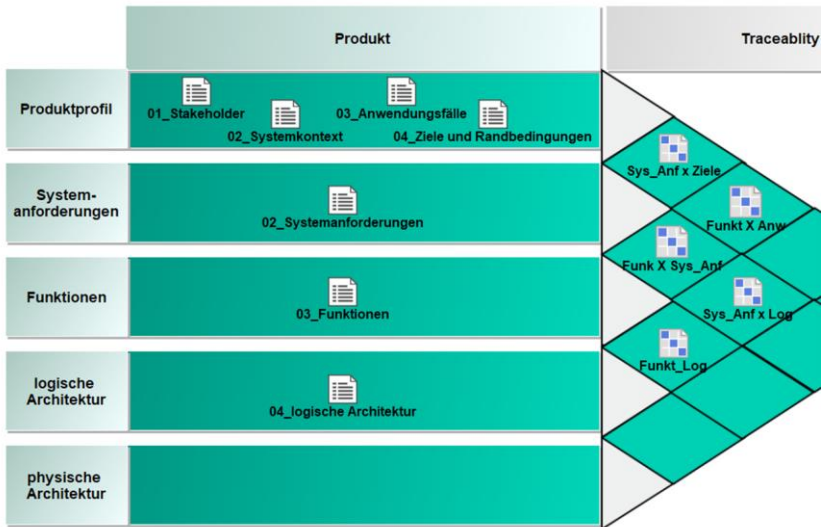 Produkt
Traceablity
Produktprofil
01_Stakeholder
03_Anwendungsfälle
02_Systemkontext
04_Ziele und Randbedingungen
Sys_Anf x Ziele
System-
anforderungen
02_Systemanforderungen
Funkt X Anw
Funk X Sys_Anf
Funktionen
03_Funktionen
Sys_Anf x Log
Funkt_Log
logische
Architektur
04_logische Architektur
physische
Architektur